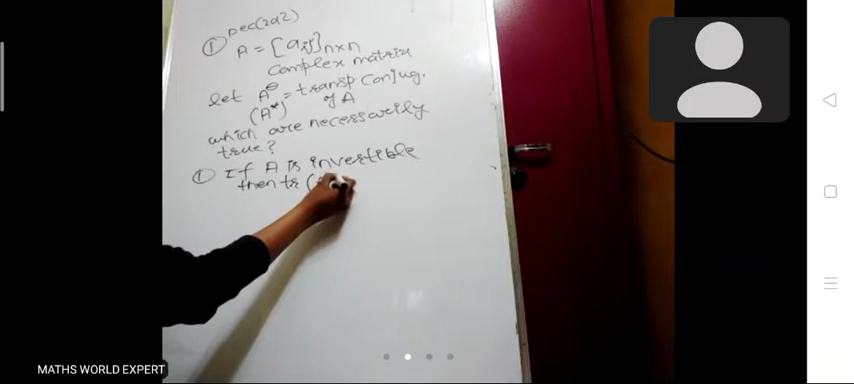 Dec(202)
① A = [aij]n×n
complex matrix
let A^θ = transp conjug.
(A*) of A
which are necessarily
true?
① If A is invertible
then tr (
MATHS WORLD EXPERT